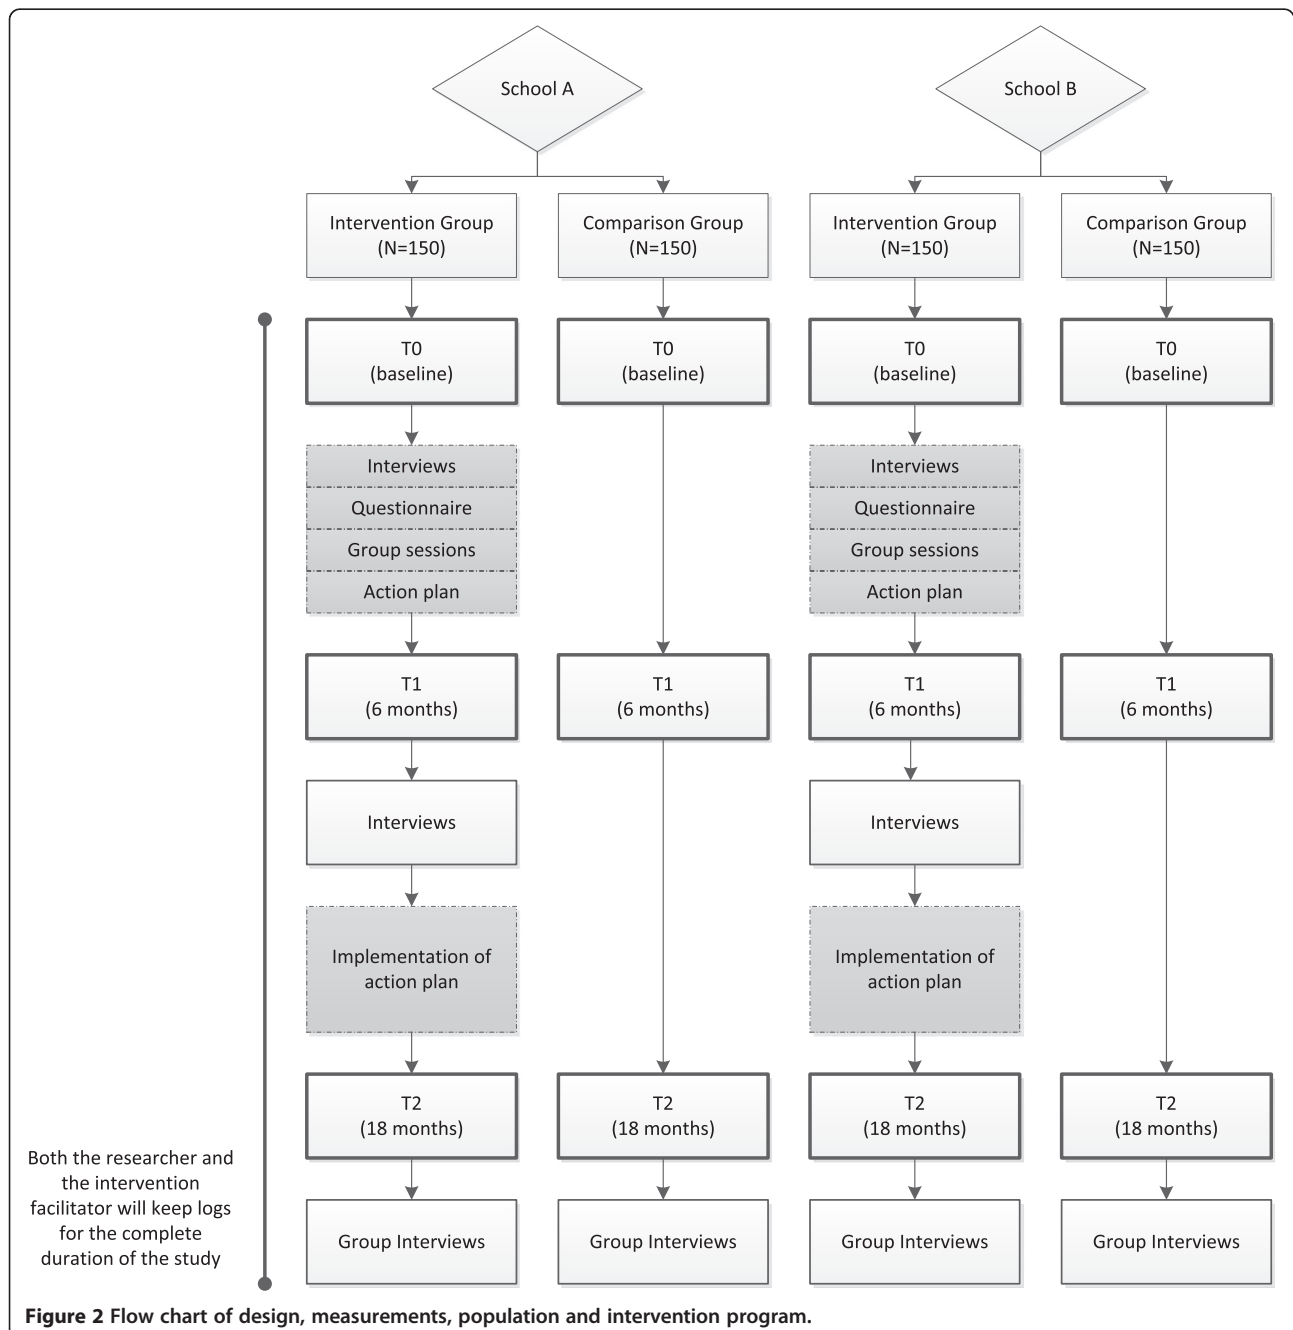 School A
School B
Intervention Group
(N=150)
Comparison Group
(N=150)
Intervention Group
(N=150)
Comparison Group
(N=150)
T0
(baseline)
T0
(baseline)
T0
(baseline)
T0
(baseline)
Interviews
Questionnaire
Group sessions
Action plan
Interviews
Questionnaire
Group sessions
Action plan
T1
(6 months)
T1
(6 months)
T1
(6 months)
T1
(6 months)
Interviews
Interviews
Implementation of
action plan
Implementation of
action plan
T2
(18 months)
T2
(18 months)
T2
(18 months)
T2
(18 months)
Both the researcher and
the intervention
facilitator will keep logs
for the complete
duration of the study
Group Interviews
Group Interviews
Group Interviews
Group Interviews
Figure 2 Flow chart of design, measurements, population and intervention program.